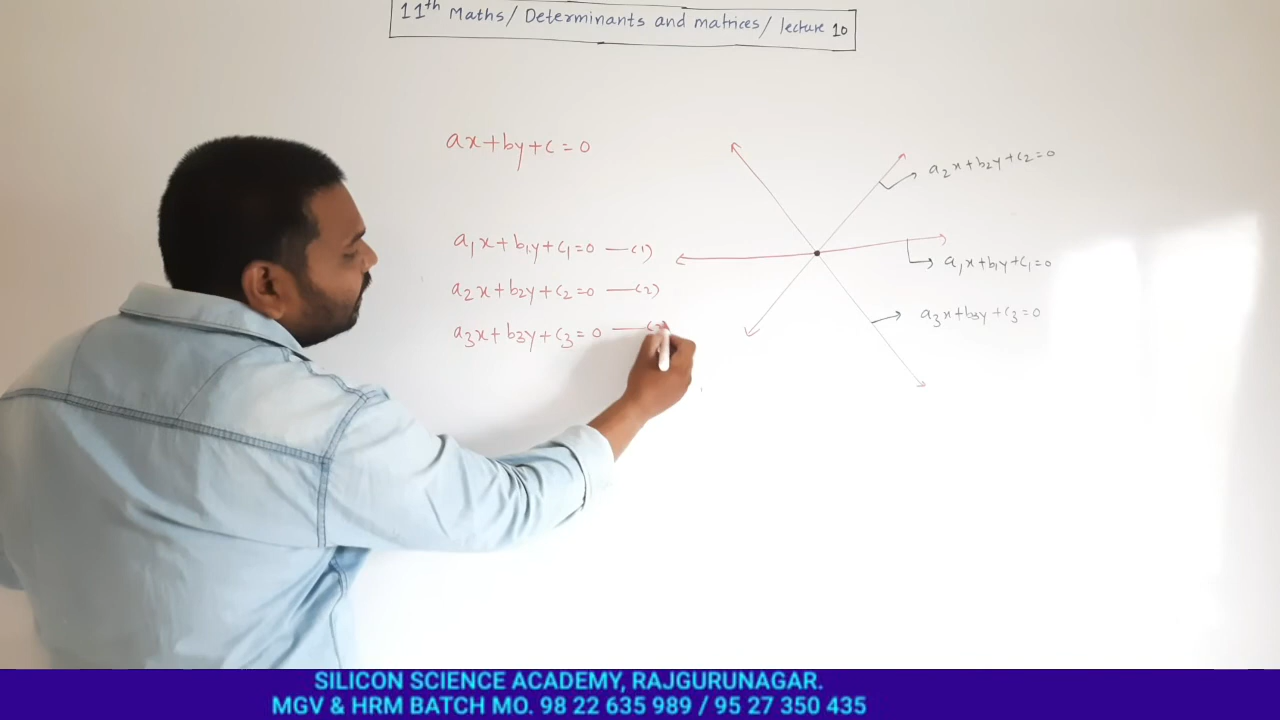 11th Maths/ Determinants and matrices/ lecture 10
ax+by+c=0
a1x+b1y+c1=0 —(1)
a2x+b2y+c2=0 —(2)
a3x+b3y+c3=0 —(3)
a2x+b2y+c2=0
a1x+b1y+c1=0
a3x+b3y+c3=0
SILICON SCIENCE ACADEMY, RAJGURUNAGAR.
MGV & HRM BATCH MO. 98 22 635 989 / 95 27 350 435